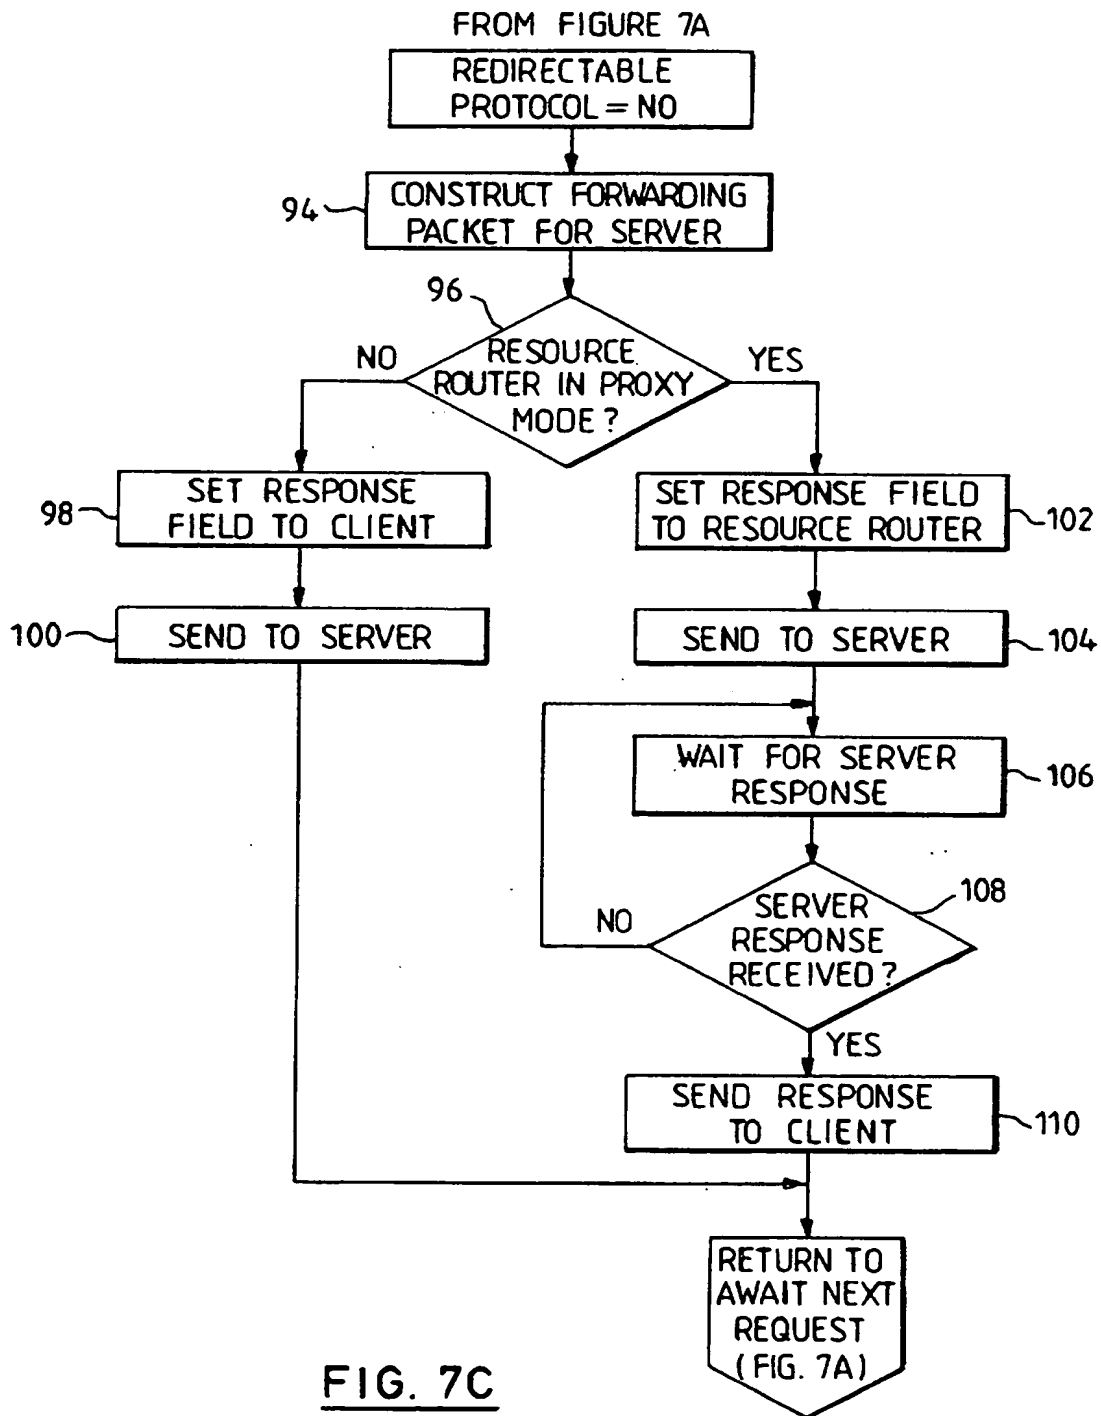 FROM FIGURE 7A
REDIRECTABLE
PROTOCOL = NO
94
CONSTRUCT FORWARDING
PACKET FOR SERVER
96
NO
RESOURCE
ROUTER IN PROXY
MODE?
YES
98
SET RESPONSE
FIELD TO CLIENT
SET RESPONSE FIELD
TO RESOURCE ROUTER
102
100
SEND TO SERVER
SEND TO SERVER
104
WAIT FOR SERVER
RESPONSE
106
NO
SERVER
RESPONSE
RECEIVED?
108
YES
SEND RESPONSE
TO CLIENT
110
RETURN TO
AWAIT NEXT
REQUEST
(FIG. 7A)
FIG. 7C